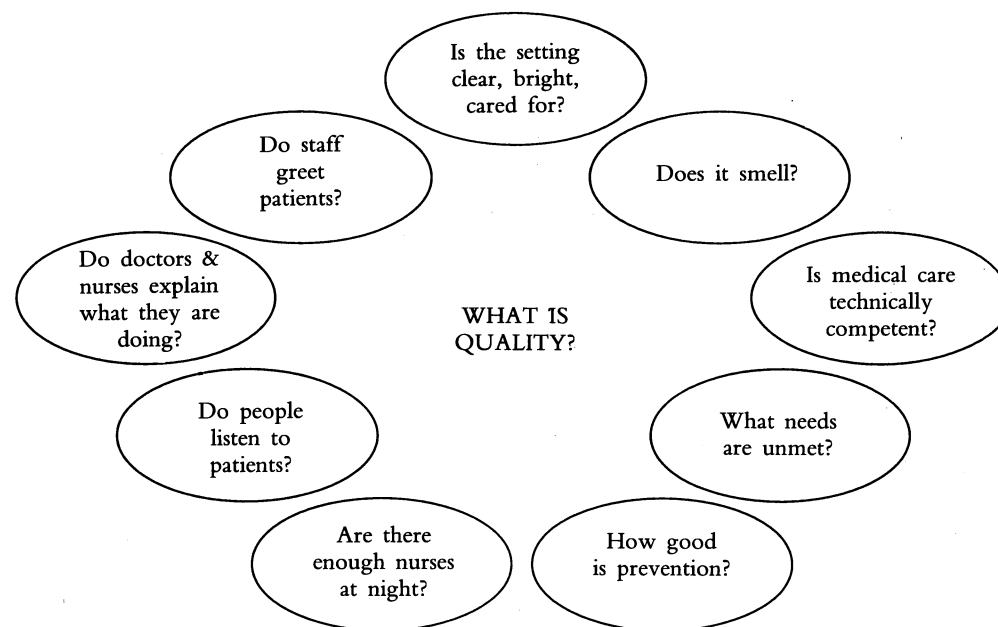 Is the setting
clear, bright,
cared for?
Do staff
greet
patients?
Does it smell?
Do doctors &
nurses explain
what they are
doing?
WHAT IS
QUALITY?
Is medical care
technically
competent?
Do people
listen to
patients?
What needs
are unmet?
Are there
enough nurses
at night?
How good
is prevention?